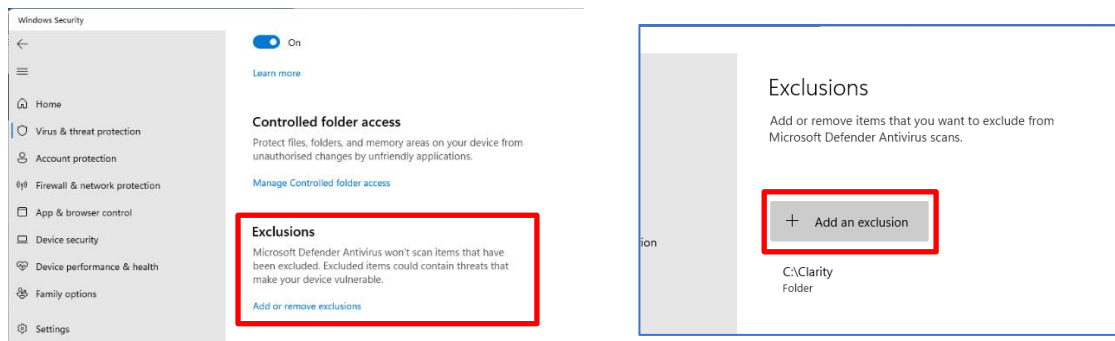 Windows Security
Home
Virus & threat protection
Account protection
Firewall & network protection
App & browser control
Device security
Device performance & health
Family options
Settings
On
Learn more
Controlled folder access
Protect files, folders, and memory areas on your device from
unauthorised changes by unfriendly applications.
Manage Controlled folder access
Exclusions
Microsoft Defender Antivirus won't scan items that have
been excluded. Excluded items could contain threats that
make your device vulnerable.
Add or remove exclusions
ion
Exclusions
Add or remove items that you want to exclude from
Microsoft Defender Antivirus scans.
+ Add an exclusion
C:\Clarity
Folder